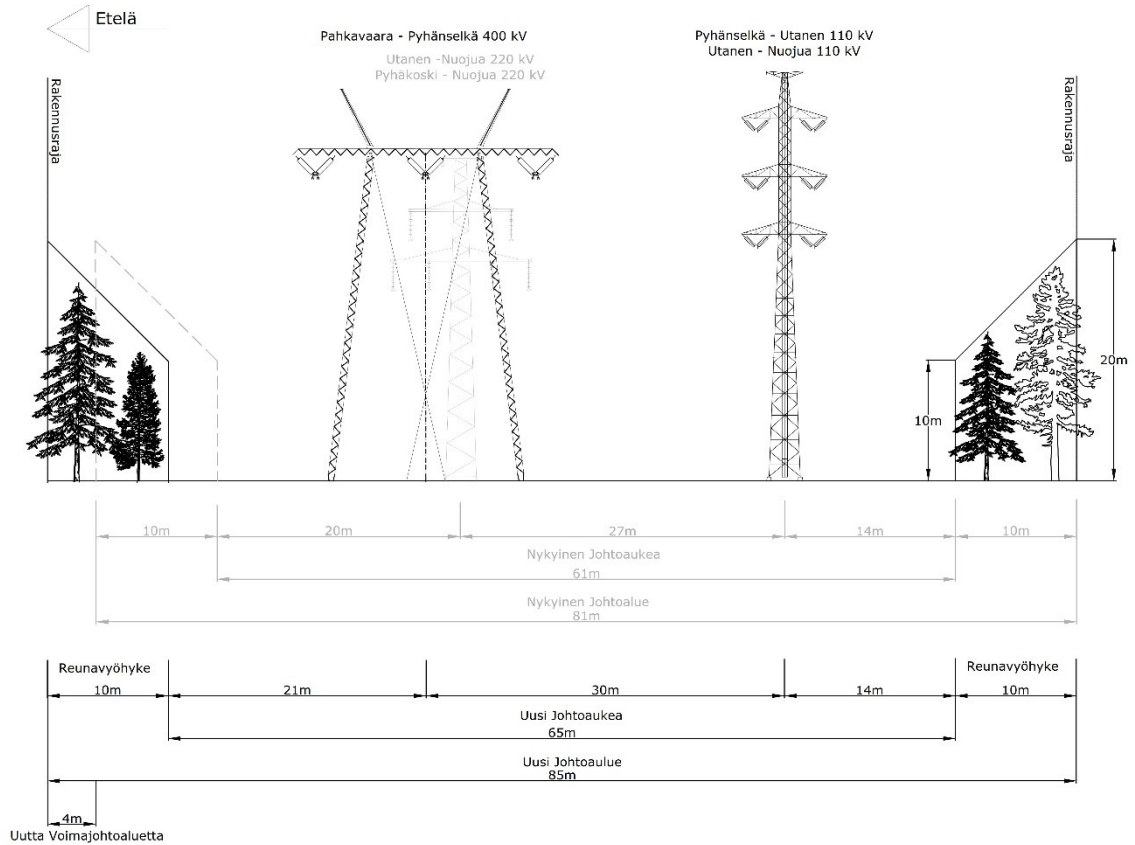 Etelä
Pahkavaara - Pyhänselkä 400 kV
Utanen -Nuojua 220 kV
Pyhäkoski - Nuojua 220 kV
Pyhänselkä - Utanen 110 kV
Utanen - Nuojua 110 kV
Rakennusraja
Rakennusraja
20m
10m
10m
20m
27m
14m
10m
Nykyinen Johtoaukea
61m
Nykyinen Johtoalue
81m
Reunavyöhyke
Reunavyöhyke
10m
21m
30m
14m
10m
Uusi Johtoaukea
65m
Uusi Johtoaulue
85m
4m
Uutta Voimajohtoaluetta